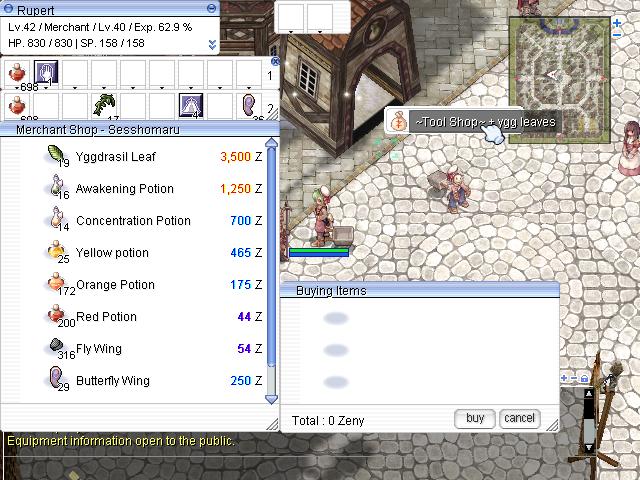 Rupert
Lv.42 / Merchant / Lv.40 / Exp. 62.9 %
HP. 830 / 830 | SP. 158 / 158
698
1
698
17
4
36
2
Merchant Shop - Sesshomaru
19 Yggdrasil Leaf 3,500 Z
16 Awakening Potion 1,250 Z
14 Concentration Potion 700 Z
25 Yellow potion 465 Z
172 Orange Potion 175 Z
200 Red Potion 44 Z
316 Fly Wing 54 Z
29 Butterfly Wing 250 Z
~Tool Shop~ + ygg leaves
Buying Items
Total : 0 Zeny
buy
cancel
Equipment information open to the public.